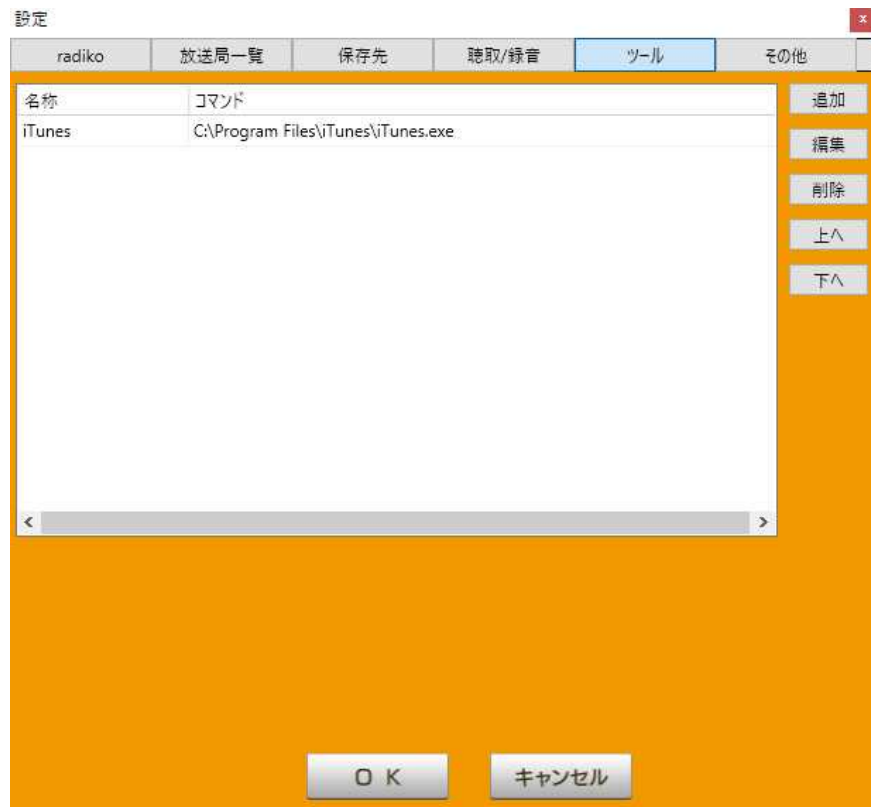 設定
radiko 放送局一覧 保存先 聴取/録音 ツール その他
名称 コマンド 追加
iTunes C:\Program Files\iTunes\iTunes.exe
編集
削除
上へ
下へ
OK キャンセル